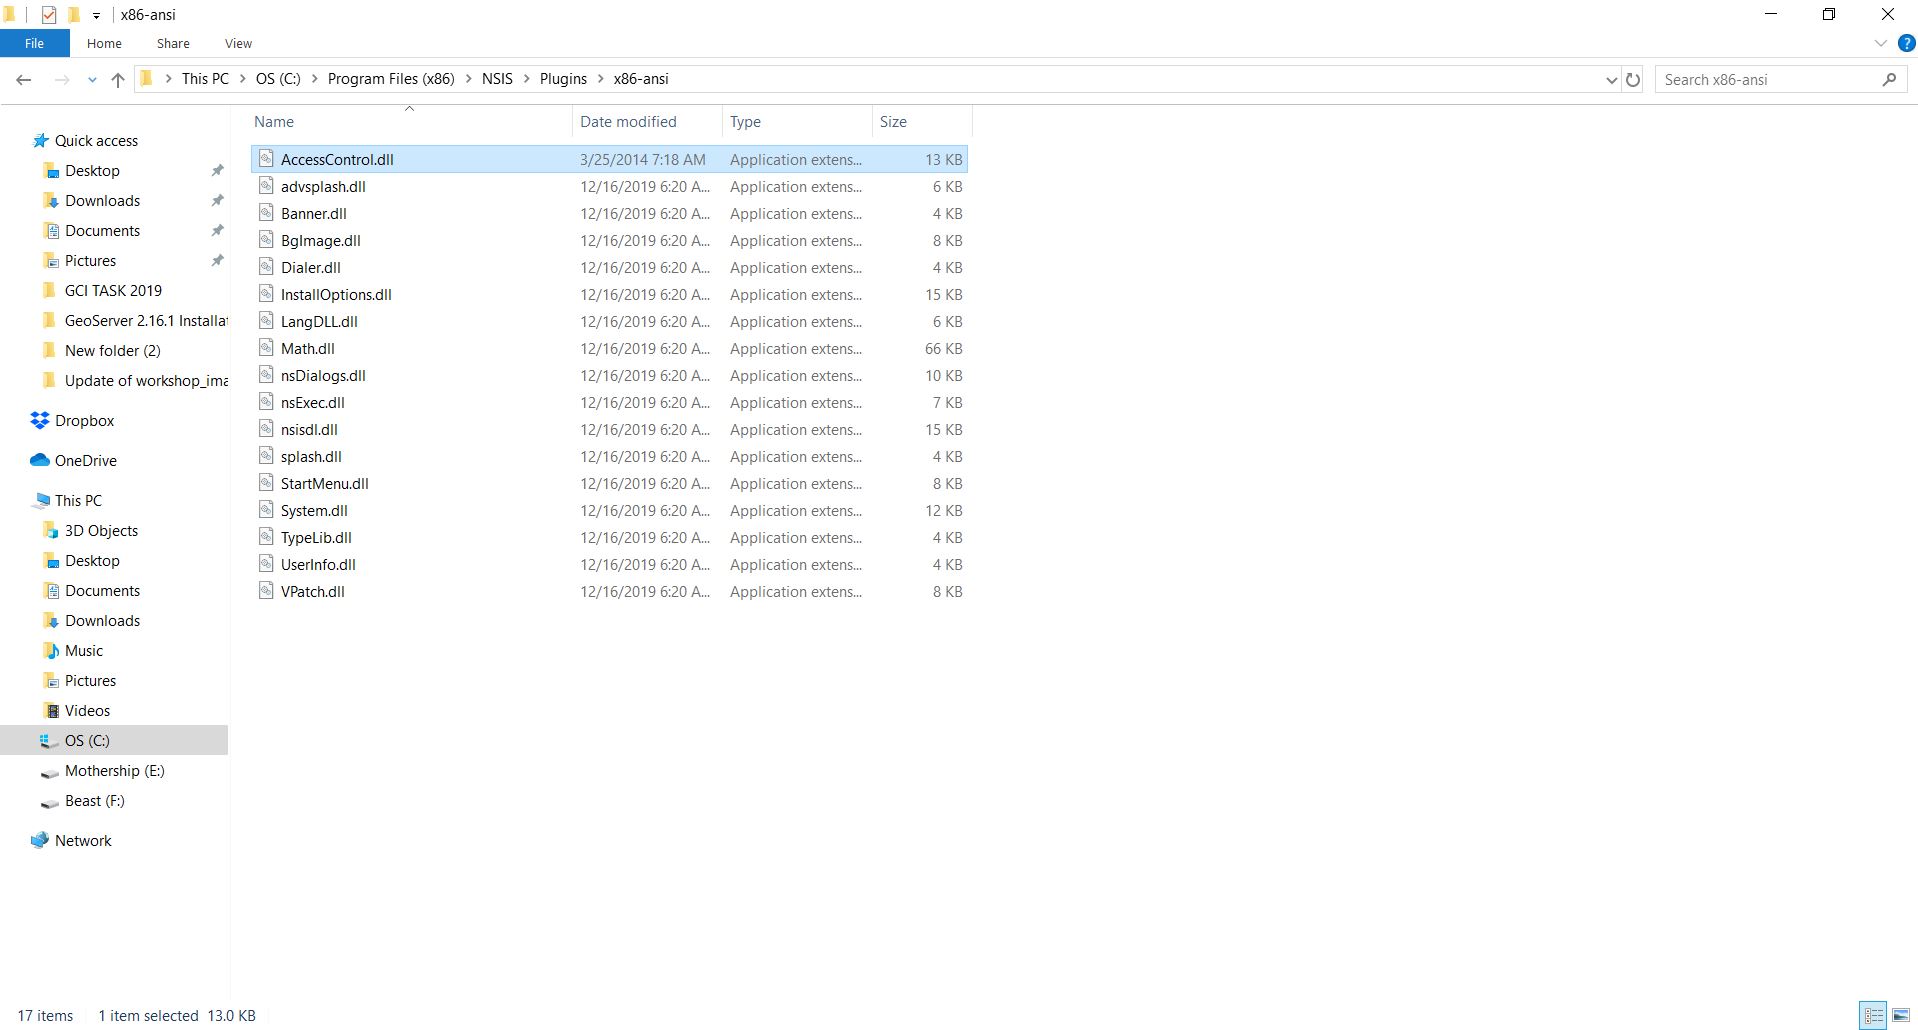 x86-ansi
File Home Share View
This PC OS (C:) Program Files (x86) NSIS Plugins x86-ansi
Search x86-ansi
Quick access
Desktop
Downloads
Documents
Pictures
GCI TASK 2019
GeoServer 2.16.1 Installat
New folder (2)
Update of workshop_ima
Dropbox
OneDrive
This PC
3D Objects
Desktop
Documents
Downloads
Music
Pictures
Videos
OS (C:)
Mothership (E:)
Beast (F:)
Network
Name Date modified Type Size
AccessControl.dll 3/25/2014 7:18 AM Application extens... 13 KB
advsplash.dll 12/16/2019 6:20 A... Application extens... 6 KB
Banner.dll 12/16/2019 6:20 A... Application extens... 4 KB
BgImage.dll 12/16/2019 6:20 A... Application extens... 8 KB
Dialer.dll 12/16/2019 6:20 A... Application extens... 4 KB
InstallOptions.dll 12/16/2019 6:20 A... Application extens... 15 KB
LangDLL.dll 12/16/2019 6:20 A... Application extens... 6 KB
Math.dll 12/16/2019 6:20 A... Application extens... 66 KB
nsDialogs.dll 12/16/2019 6:20 A... Application extens... 10 KB
nsExec.dll 12/16/2019 6:20 A... Application extens... 7 KB
nsisdl.dll 12/16/2019 6:20 A... Application extens... 15 KB
splash.dll 12/16/2019 6:20 A... Application extens... 4 KB
StartMenu.dll 12/16/2019 6:20 A... Application extens... 8 KB
System.dll 12/16/2019 6:20 A... Application extens... 12 KB
TypeLib.dll 12/16/2019 6:20 A... Application extens... 4 KB
UserInfo.dll 12/16/2019 6:20 A... Application extens... 4 KB
VPatch.dll 12/16/2019 6:20 A... Application extens... 8 KB
17 items 1 item selected 13.0 KB